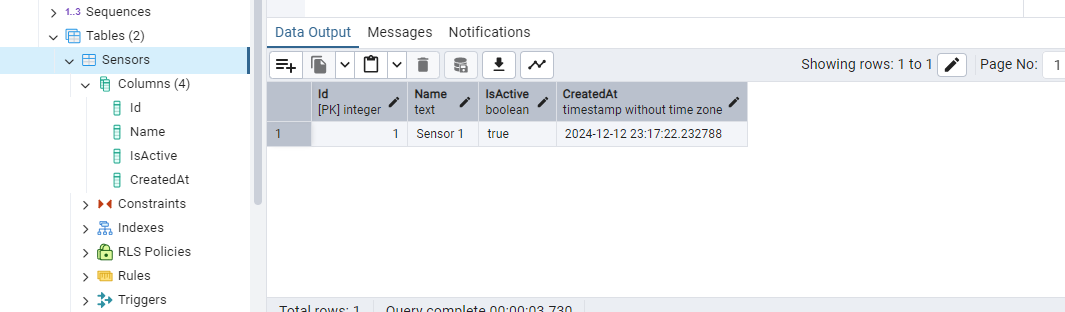 1..3 Sequences
Tables (2)
Sensors
Columns (4)
Id
Name
IsActive
CreatedAt
Constraints
Indexes
RLS Policies
Rules
Triggers
Data Output Messages Notifications
Showing rows: 1 to 1 Page No: 1
Id Name IsActive CreatedAt
[PK] integer text boolean timestamp without time zone
1 1 Sensor 1 true 2024-12-12 23:17:22.232788
Total rows: 1 Query complete 00:00:03.730